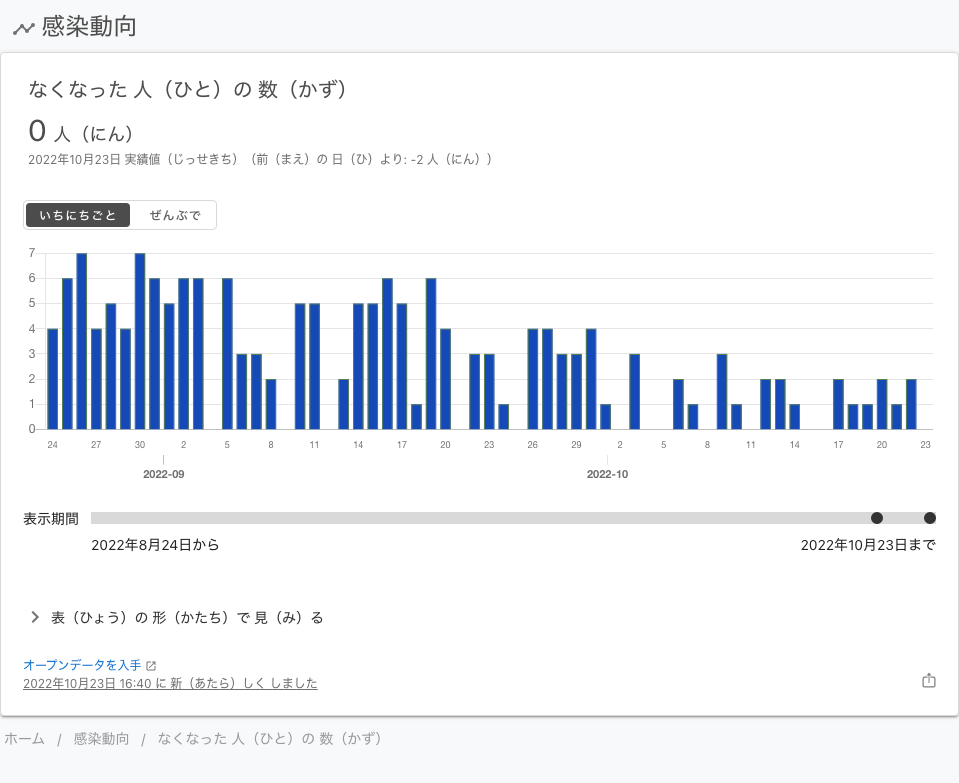 感染動向
なくなった 人（ひと）の 数（かず）
0 人（にん）
2022年10月23日 実績値（じっせきち）（前（まえ）の 日（ひ）より: -2 人（にん））
いちにちごと ぜんぶで
7
6
5
4
3
2
1
0
24 27 30 2 5 8 11 14 17 20 23 26 29 2 5 8 11 14 17 20 23
2022-09 2022-10
表示期間
2022年8月24日から 2022年10月23日まで
表（ひょう）の 形（かたち）で 見（み）る
オープンデータを入手
2022年10月23日 16:40 に 新（あたら）しく しました
ホーム / 感染動向 / なくなった 人（ひと）の 数（かず）